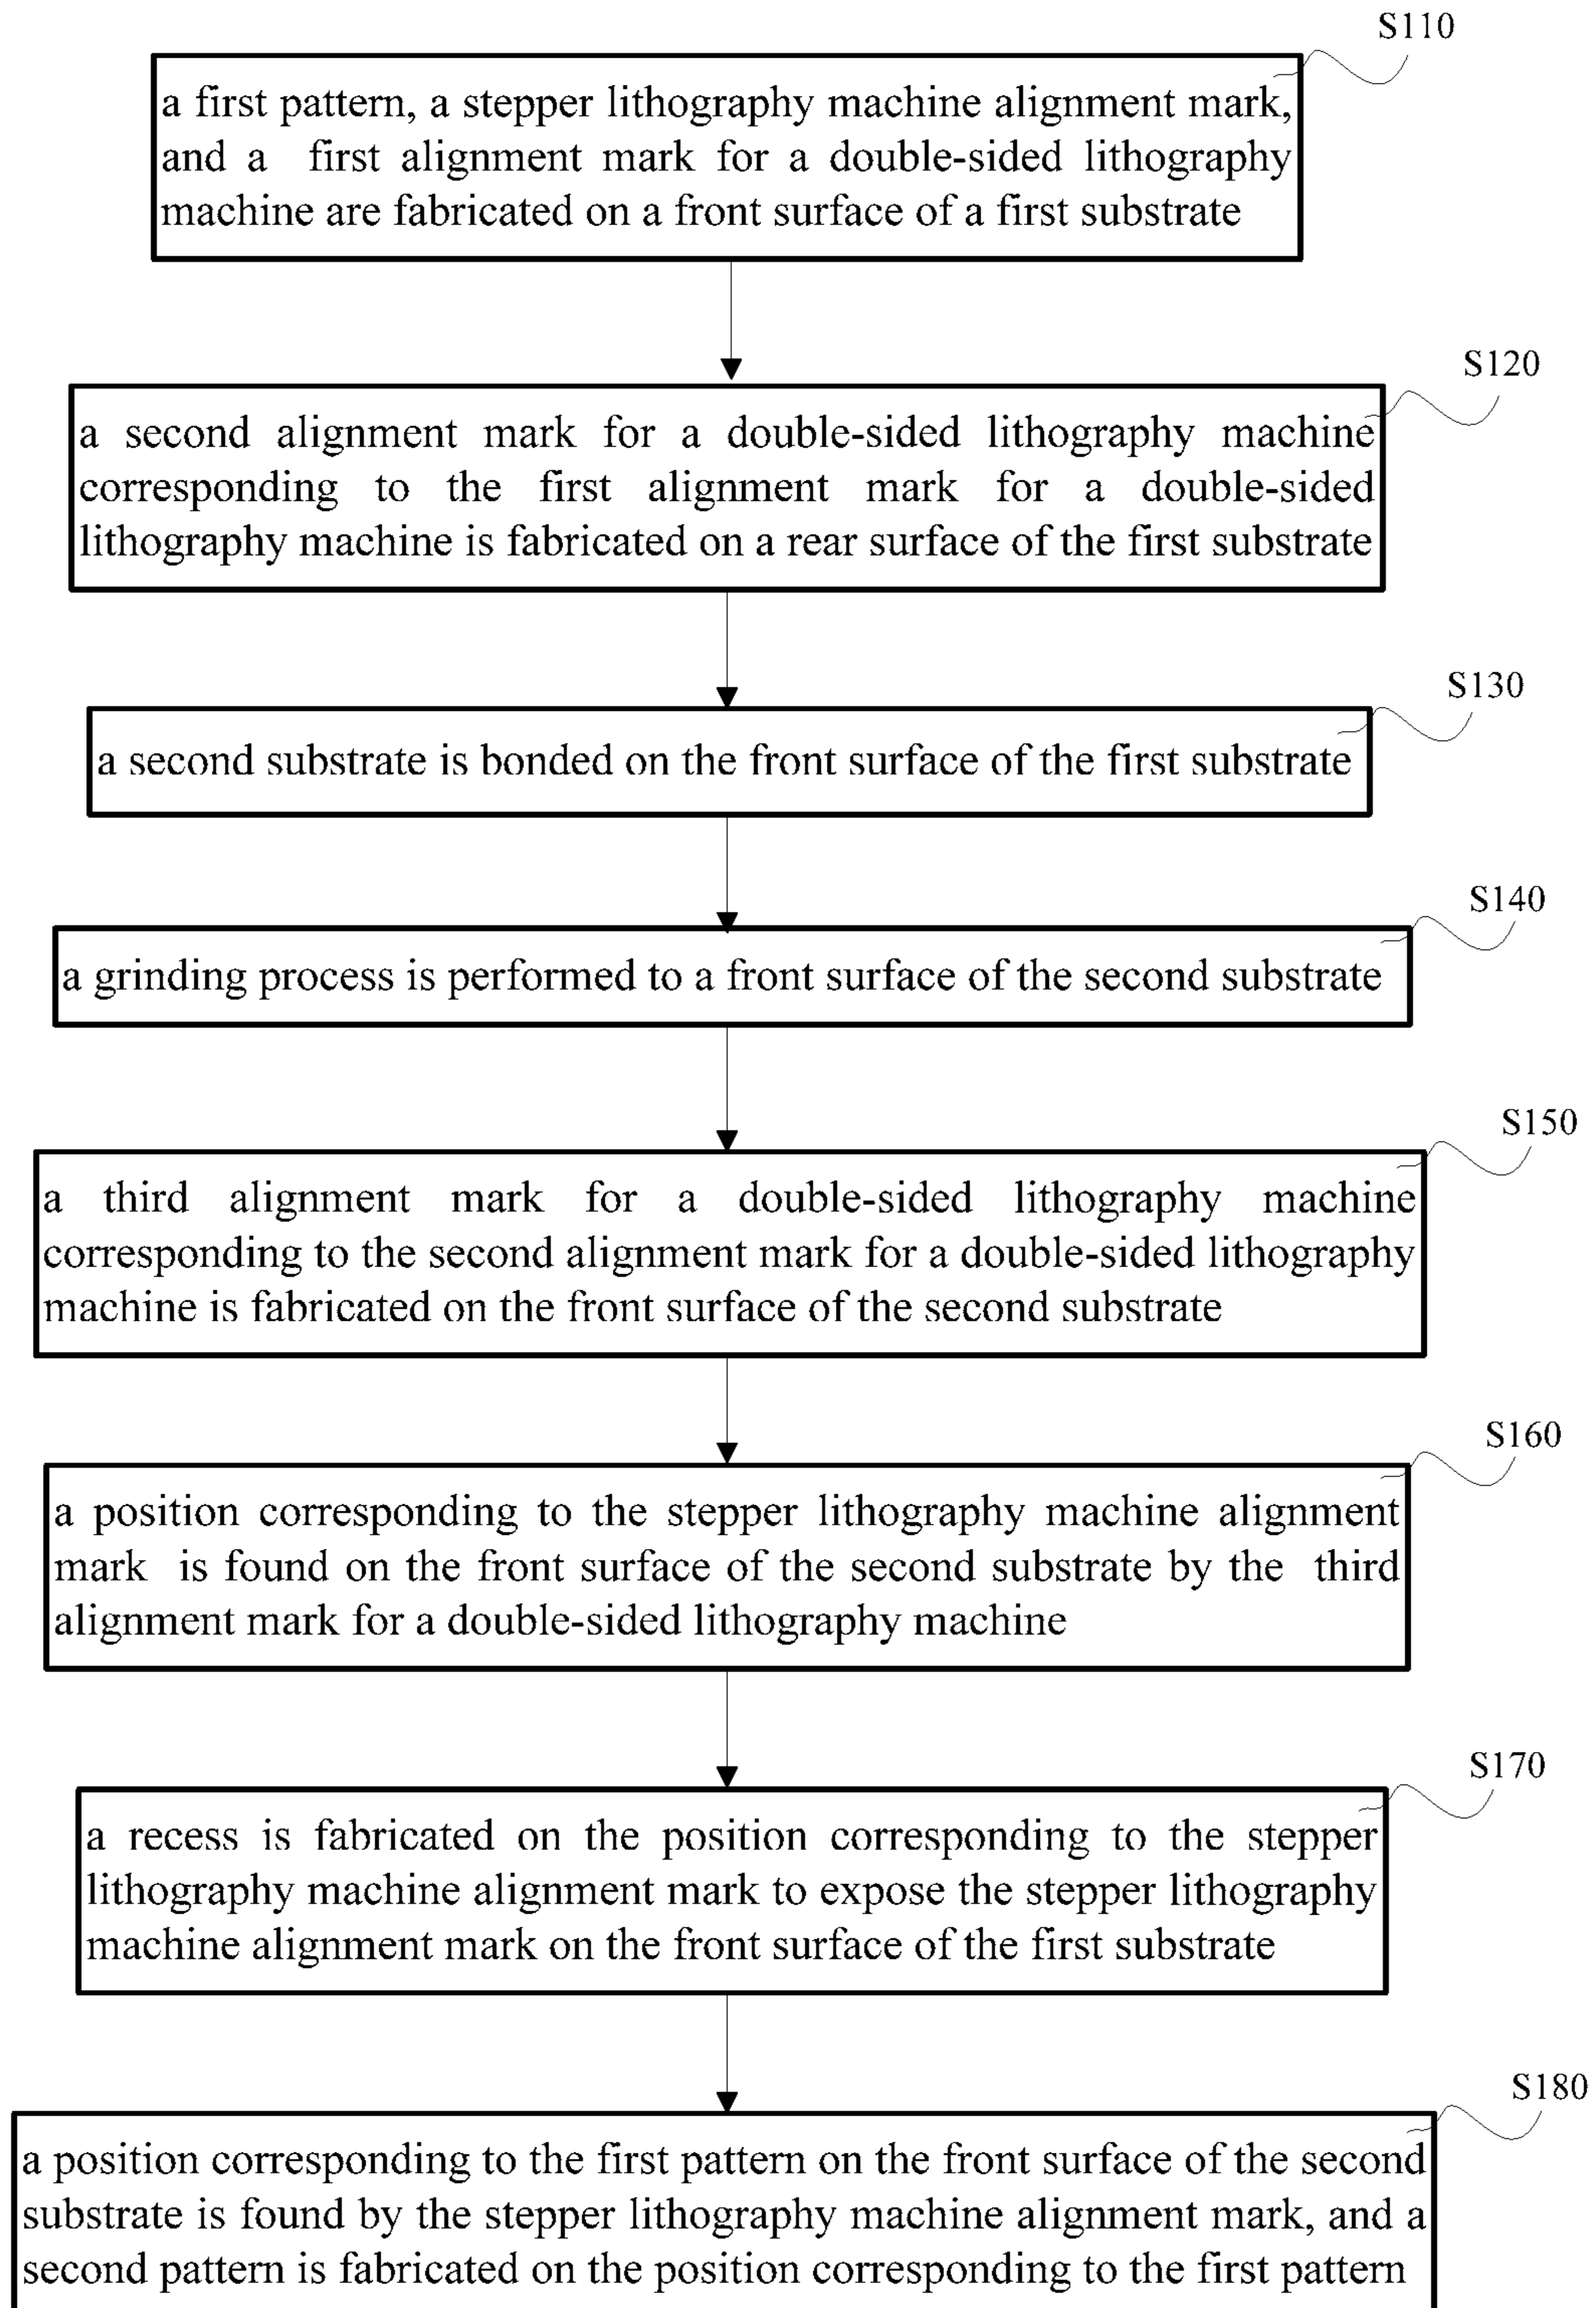 S110
a first pattern, a stepper lithography machine alignment mark,
and a first alignment mark for a double-sided lithography
machine are fabricated on a front surface of a first substrate
S120
a second alignment mark for a double-sided lithography machine
corresponding to the first alignment mark for a double-sided
lithography machine is fabricated on a rear surface of the first substrate
S130
a second substrate is bonded on the front surface of the first substrate
S140
a grinding process is performed to a front surface of the second substrate
S150
a third alignment mark for a double-sided lithography machine
corresponding to the second alignment mark for a double-sided lithography
machine is fabricated on the front surface of the second substrate
S160
a position corresponding to the stepper lithography machine alignment
mark is found on the front surface of the second substrate by the third
alignment mark for a double-sided lithography machine
S170
a recess is fabricated on the position corresponding to the stepper
lithography machine alignment mark to expose the stepper lithography
machine alignment mark on the front surface of the first substrate
S180
a position corresponding to the first pattern on the front surface of the second
substrate is found by the stepper lithography machine alignment mark, and a
second pattern is fabricated on the position corresponding to the first pattern